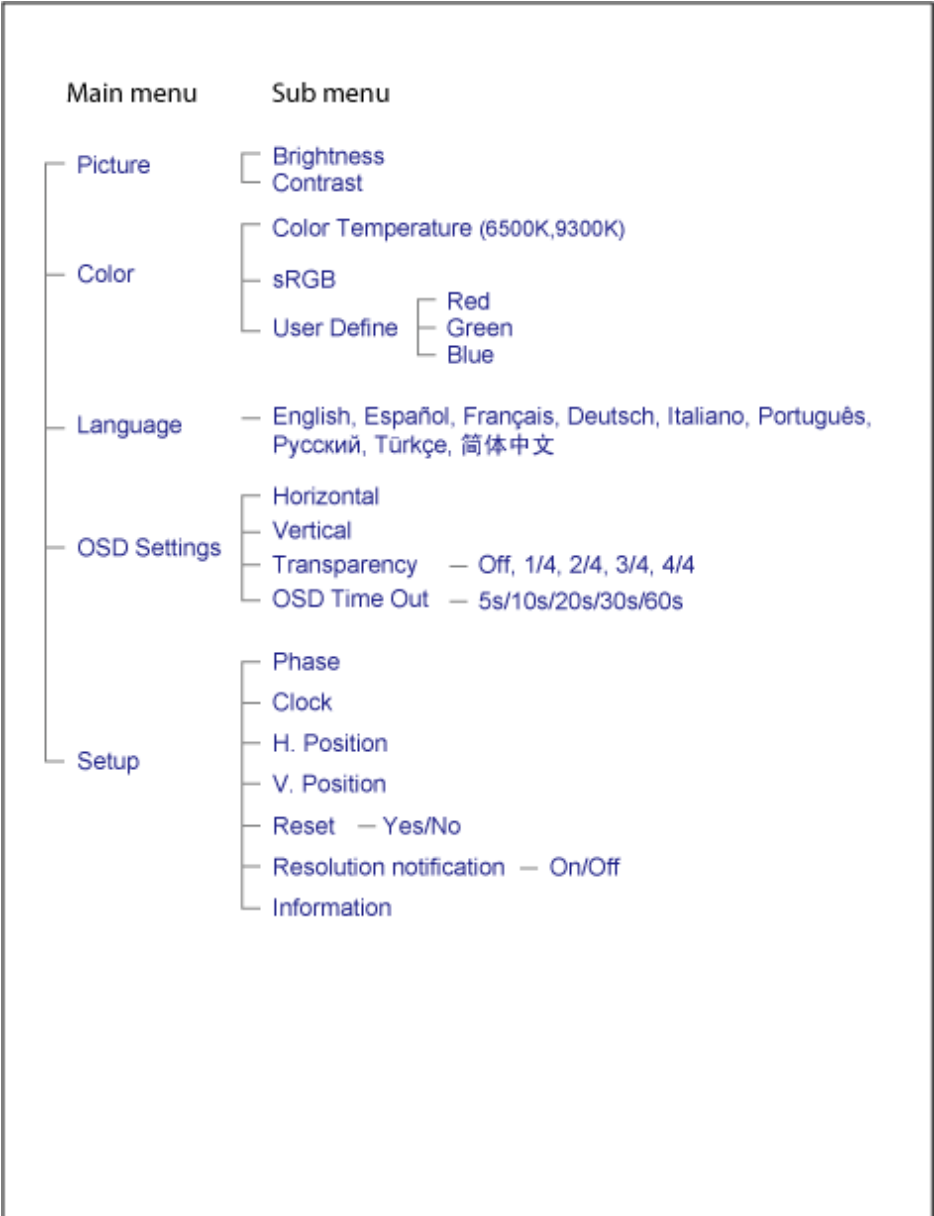 Main menu Sub menu
Picture
Brightness
Contrast
Color
Color Temperature (6500K,9300K)
sRGB
User Define
Red
Green
Blue
Language
English, Español, Français, Deutsch, Italiano, Português,
Русский, Türkçe, 简体中文
OSD Settings
Horizontal
Vertical
Transparency — Off, 1/4, 2/4, 3/4, 4/4
OSD Time Out — 5s/10s/20s/30s/60s
Setup
Phase
Clock
H. Position
V. Position
Reset — Yes/No
Resolution notification — On/Off
Information